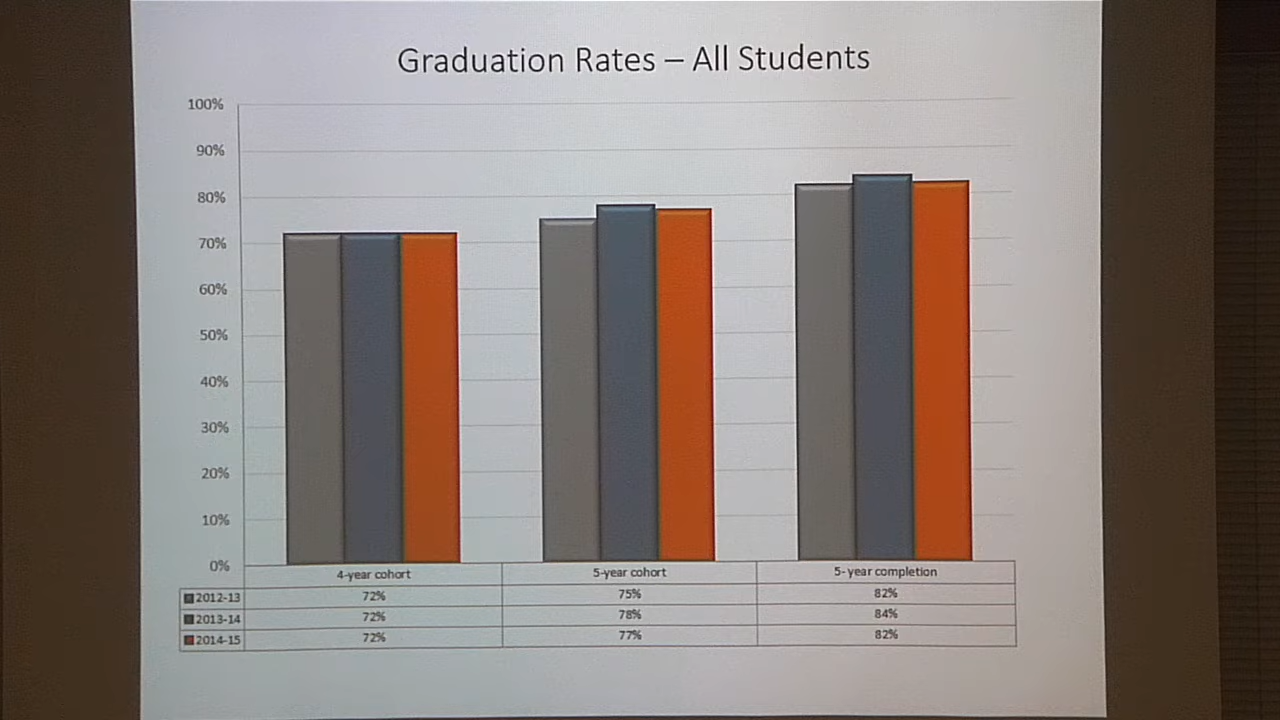 Graduation Rates – All Students
100%
90%
80%
70%
60%
50%
40%
30%
20%
10%
0%
4-year cohort 5-year cohort 5-year completion
2012-13 72% 75% 82%
2013-14 72% 78% 84%
2014-15 72% 77% 82%